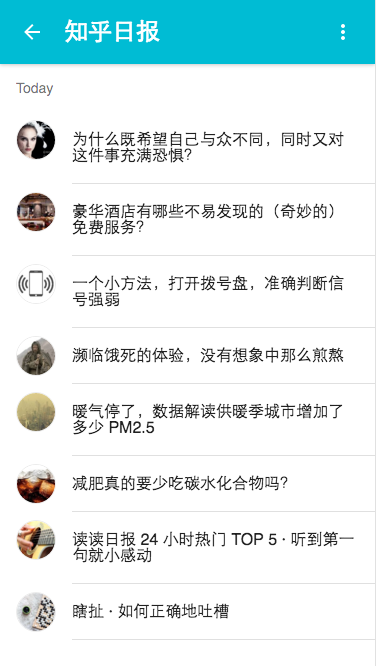 知乎日报
Today
为什么既希望自己与众不同，同时又对
这件事充满恐惧？
豪华酒店有哪些不易发现的（奇妙的）
免费服务？
一个小方法，打开拨号盘，准确判断信
号强弱
濒临饿死的体验，没有想象中那么煎熬
暖气停了，数据解读供暖季城市增加了
多少 PM2.5
减肥真的要少吃碳水化合物吗？
读读日报 24 小时热门 TOP 5 · 听到第一
句就小感动
瞎扯 · 如何正确地吐槽